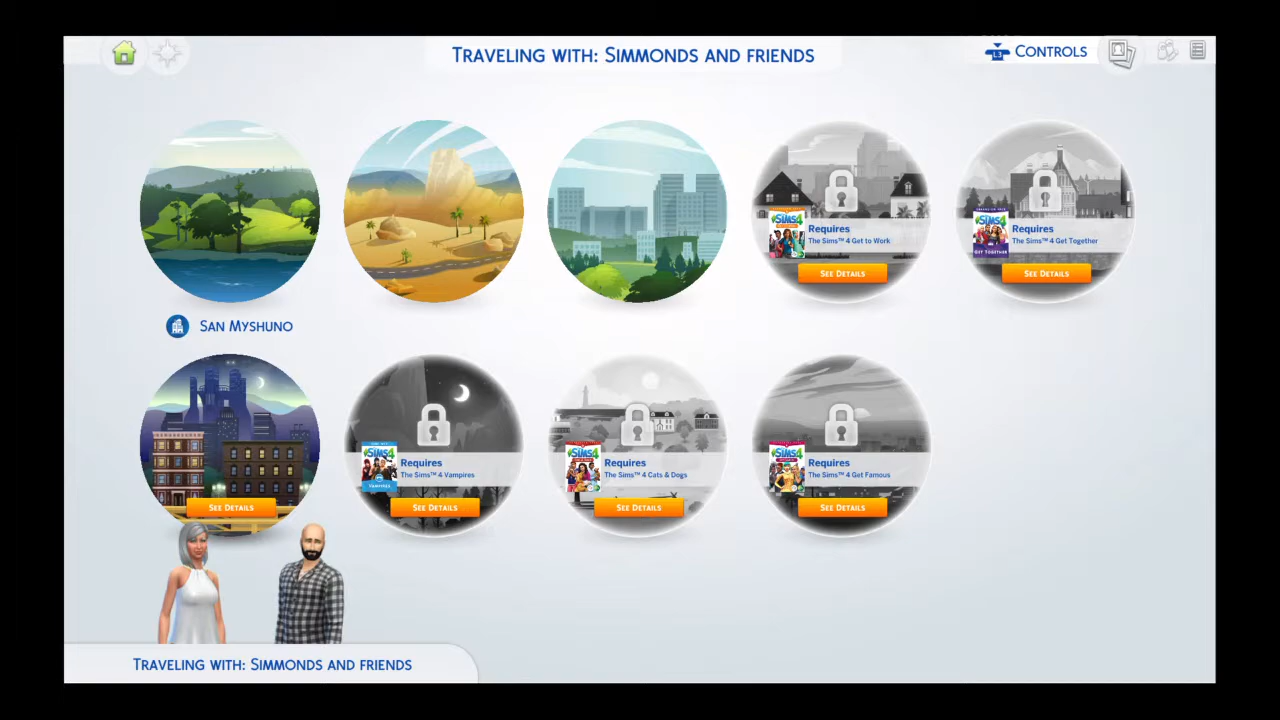 TRAVELING WITH: SIMMONDS AND FRIENDS
L3 CONTROLS
Requires
The Sims™ 4 Get to Work
SEE DETAILS
Requires
The Sims™ 4 Get Together
SEE DETAILS
SAN MYSHUNO
SEE DETAILS
Requires
The Sims™ 4 Vampires
SEE DETAILS
Requires
The Sims™ 4 Cats & Dogs
SEE DETAILS
Requires
The Sims™ 4 Get Famous
SEE DETAILS
TRAVELING WITH: SIMMONDS AND FRIENDS